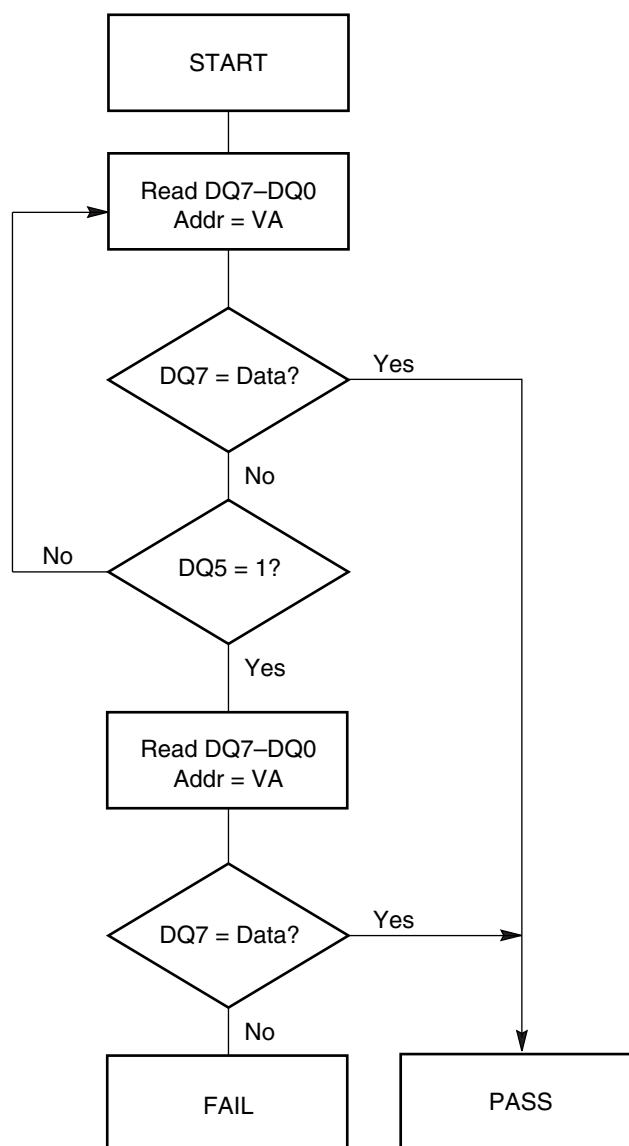 START
Read DQ7–DQ0
Addr = VA
DQ7 = Data?
Yes
No
No
DQ5 = 1?
Yes
Read DQ7–DQ0
Addr = VA
DQ7 = Data?
Yes
No
FAIL
PASS